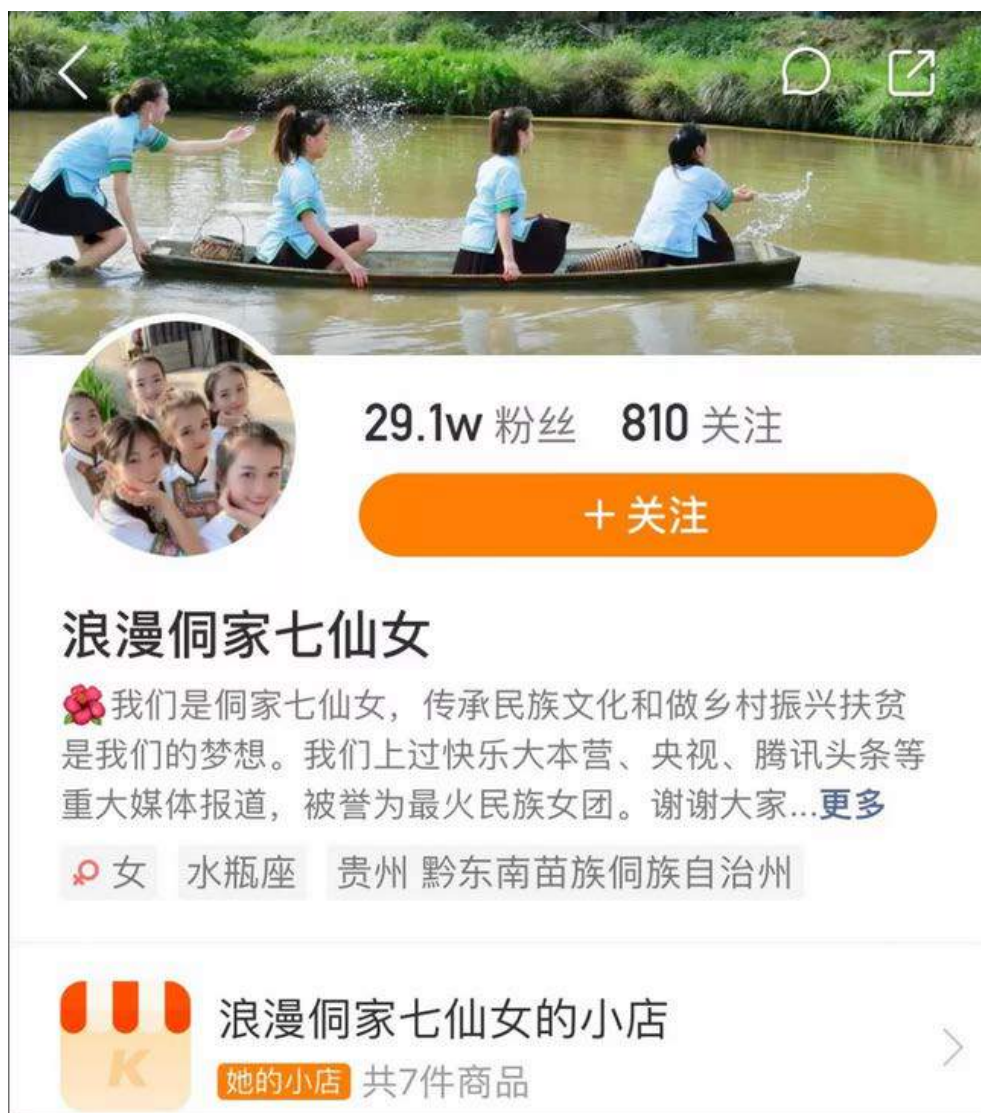 29.1w 粉丝 810 关注
+ 关注
浪漫侗家七仙女
我们是侗家七仙女，传承民族文化和做乡村振兴扶贫
是我们的梦想。我们上过快乐大本营、央视、腾讯头条等
重大媒体报道，被誉为最火民族女团。谢谢大家...更多
女 水瓶座 贵州 黔东南苗族侗族自治州
浪漫侗家七仙女的小店
K
她的小店 共7件商品